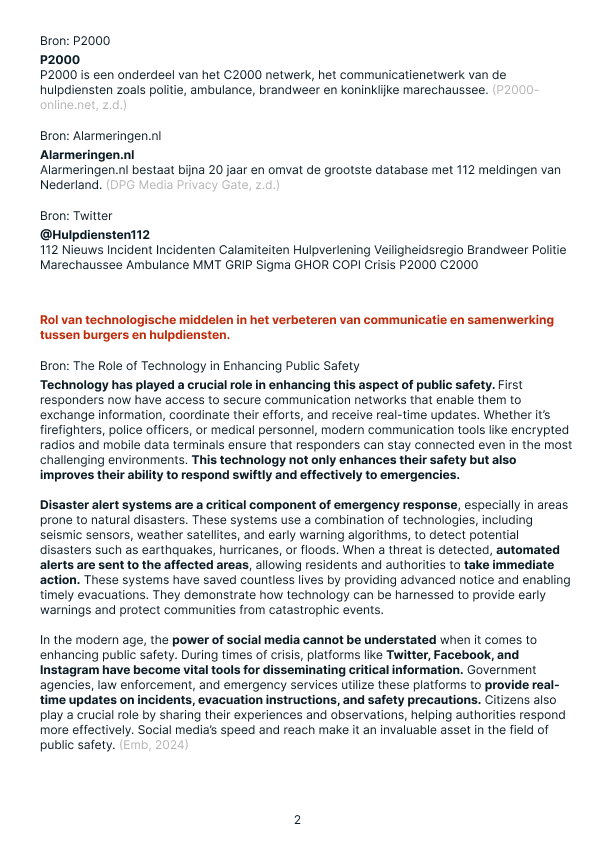 Bron: P2000
P2000
P2000 is een onderdeel van het C2000 netwerk, het communicatienetwerk van de
hulpdiensten zoals politie, ambulance, brandweer en koninklijke marechaussee. (P2000-
online.net, z.d.)
Bron: Alarmeringen.nl
Alarmeringen.nl
Alarmeringen.nl bestaat bijna 20 jaar en omvat de grootste database met 112 meldingen van
Nederland. (DPG Media Privacy Gate, z.d.)
Bron: Twitter
@Hulpdiensten112
112 Nieuws Incident Incidenten Calamiteiten Hulpverlening Veiligheidsregio Brandweer Politie
Marechaussee Ambulance MMT GRIP Sigma GHOR COPI Crisis P2000 C2000
Rol van technologische middelen in het verbeteren van communicatie en samenwerking
tussen burgers en hulpdiensten.
Bron: The Role of Technology in Enhancing Public Safety
Technology has played a crucial role in enhancing this aspect of public safety. First
responders now have access to secure communication networks that enable them to
exchange information, coordinate their efforts, and receive real-time updates. Whether it's
firefighters, police officers, or medical personnel, modern communication tools like encrypted
radios and mobile data terminals ensure that responders can stay connected even in the most
challenging environments. This technology not only enhances their safety but also
improves their ability to respond swiftly and effectively to emergencies.
Disaster alert systems are a critical component of emergency response, especially in areas
prone to natural disasters. These systems use a combination of technologies, including
seismic sensors, weather satellites, and early warning algorithms, to detect potential
disasters such as earthquakes, hurricanes, or floods. When a threat is detected, automated
alerts are sent to the affected areas, allowing residents and authorities to take immediate
action. These systems have saved countless lives by providing advanced notice and enabling
timely evacuations. They demonstrate how technology can be harnessed to provide early
warnings and protect communities from catastrophic events.
In the modern age, the power of social media cannot be understated when it comes to
enhancing public safety. During times of crisis, platforms like Twitter, Facebook, and
Instagram have become vital tools for disseminating critical information. Government
agencies, law enforcement, and emergency services utilize these platforms to provide real-
time updates on incidents, evacuation instructions, and safety precautions. Citizens also
play a crucial role by sharing their experiences and observations, helping authorities respond
more effectively. Social media's speed and reach make it an invaluable asset in the field of
public safety. (Emb, 2024)
2